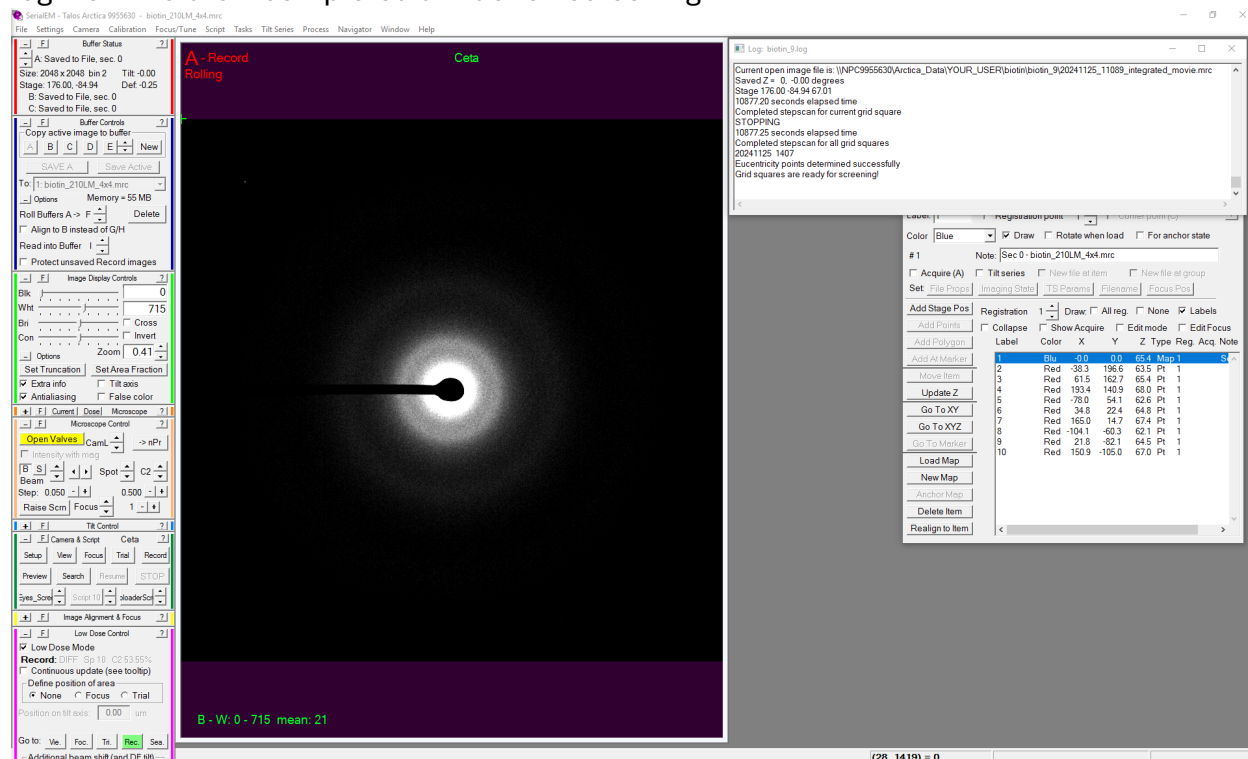 SerialEM - Talos Arctica 9955630 - biotin_210LM_4x4.mrc
File Settings Camera Calibration Focus/Tune Script Tasks Tilt Series Process Navigator Window Help
- F Buffer Status ?
A: Saved to File, sec. 0
Size: 2048 x 2048 bin 2 Tilt: -0.00
Stage: 176.00, -84.94 Def: -0.25
B: Saved to File, sec. 0
C: Saved to File, sec. 0
- F Buffer Controls ?
Copy active image to buffer
A B C D E New
SAVE A Save Active
To: 1: biotin_210LM_4x4.mrc
- Options Memory = 55 MB
Roll Buffers A -> F Delete
Align to B instead of G/H
Read into Buffer I
Protect unsaved Record images
- F Image Display Controls ?
Blk 0
Wht 715
Bri Cross
Con Invert
- Options Zoom 0.41
Set Truncation Set Area Fraction
Extra info Tilt axis
Antialiasing False color
+ F Current Dose Microscope ?
- F Microscope Control ?
Open Valves CamL -> nPr
Intensity with mag
B S Spot C2
Beam
Step: 0.050 - + 0.500 - +
Raise Scrn Focus 1 - +
+ F Tilt Control ?
- F Camera & Script Ceta ?
Setup View Focus Trial Record
Preview Search Resume STOP
Script 10
+ F Image Alignment & Focus ?
- F Low Dose Control ?
Low Dose Mode
Record: DIFF Sp 10 C2 53.55%
Continuous update (see tooltip)
Define position of area
None Focus Trial
Position on tilt axis 0.00 um
Go to: Vie. Foc. Tri. Rec. Sea.
Additional beam shift (and DF tilt)
A - Record
Rolling
Ceta
B - W: 0 - 715 mean: 21
Log: biotin_9.log
Current open image file is: \\NPC9955630\Arctica_Data\YOUR_USER\biotin\biotin_9\20241125_11089_integrated_movie.mrc
Saved Z = 0, -0.00 degrees
Stage 176.00 -84.94 67.01
10877.20 seconds elapsed time
Completed stepscan for current grid square
STOPPING
10877.25 seconds elapsed time
Completed stepscan for all grid squares
20241125 1407
Eucentricity points determined successfully
Grid squares are ready for screening!
Label: 1 Registration point 1 Corner point (C)
Color Blue Draw Rotate when load For anchor state
# 1 Note: Sec 0 - biotin_210LM_4x4.mrc
Acquire (A) Tilt series New file at item New file at group
Set: File Props Imaging State TS Params Filename Focus Pos
Add Stage Pos Registration 1 Draw: All reg. None Labels
Add Points Collapse Show Acquire Edit mode Edit Focus
Add Polygon Label Color X Y Z Type Reg. Acq. Note
Add At Marker
Move Item
Update Z
Go To XY
Go To XYZ
Go To Marker
Load Map
New Map
Anchor Map
Delete Item
Realign to Item
1 Blu -0.0 0.0 65.4 Map 1
2 Red -38.3 196.6 63.5 Pt 1
3 Red 61.5 162.7 65.4 Pt 1
4 Red 193.4 140.9 68.0 Pt 1
5 Red -78.0 54.1 62.6 Pt 1
6 Red 34.8 22.4 64.8 Pt 1
7 Red 165.0 14.7 67.4 Pt 1
8 Red -104.1 -60.3 62.1 Pt 1
9 Red 21.8 -82.1 64.5 Pt 1
10 Red 150.9 -105.0 67.0 Pt 1
(28, 1419) = 0